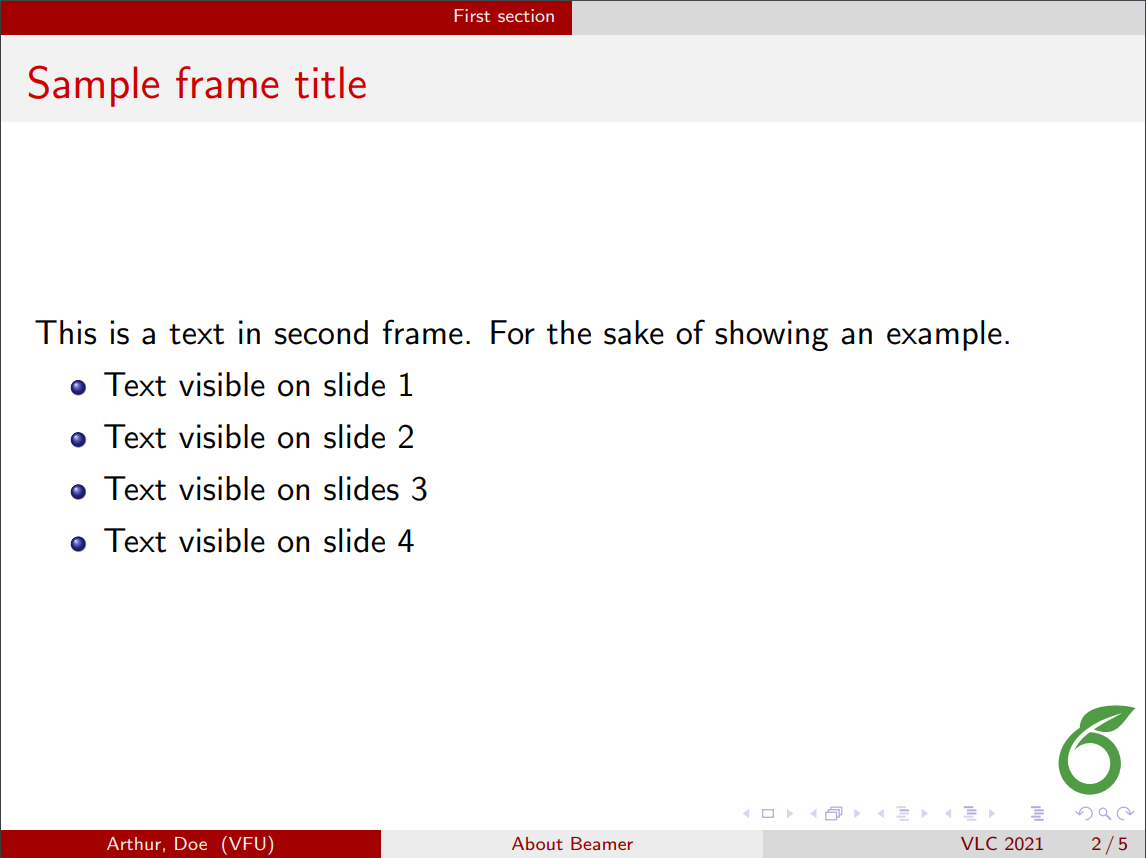 First section
Sample frame title
This is a text in second frame. For the sake of showing an example.
Text visible on slide 1
Text visible on slide 2
Text visible on slides 3
Text visible on slide 4
Arthur, Doe (VFU) About Beamer VLC 2021 2 / 5